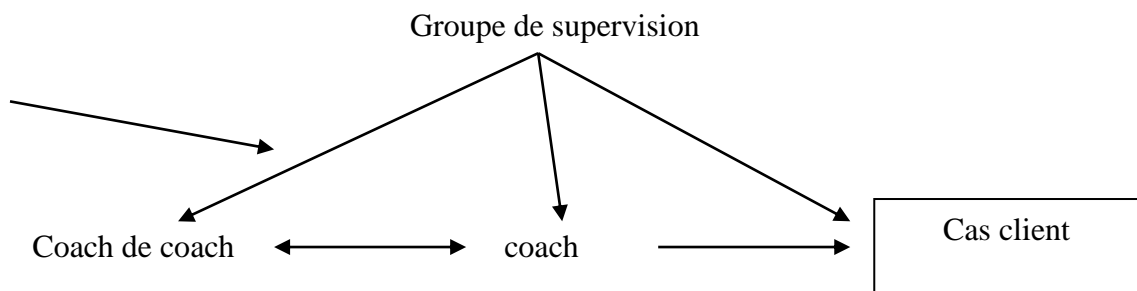 Groupe de supervision
Coach de coach
coach
Cas client